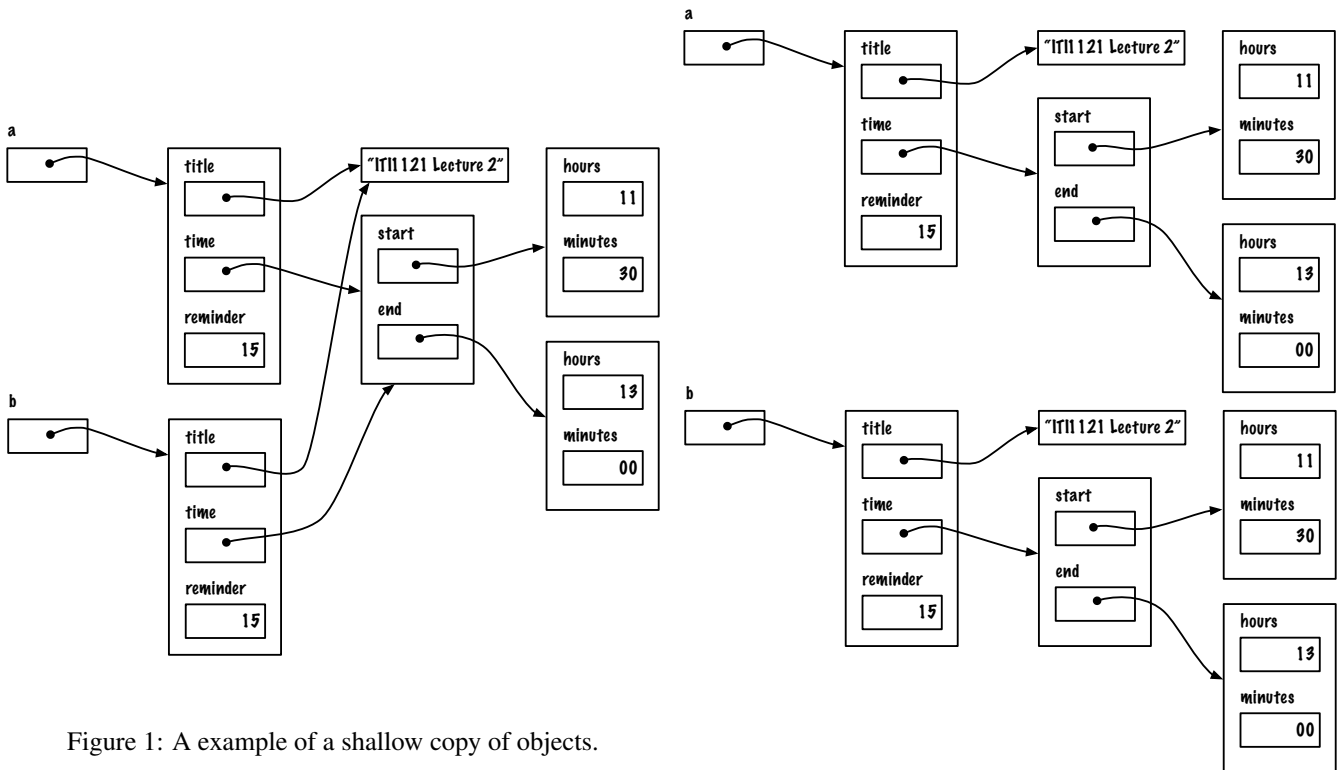 a
title
"ITI1121 Lecture 2"
hours
11
time
start
minutes
30
reminder
15
end
hours
13
minutes
00
b
title
time
reminder
15
Figure 1: A example of a shallow copy of objects.
a
title
"ITI1121 Lecture 2"
hours
11
time
start
minutes
30
reminder
15
end
hours
13
minutes
00
b
title
"ITI1121 Lecture 2"
hours
11
time
start
minutes
30
reminder
15
end
hours
13
minutes
00